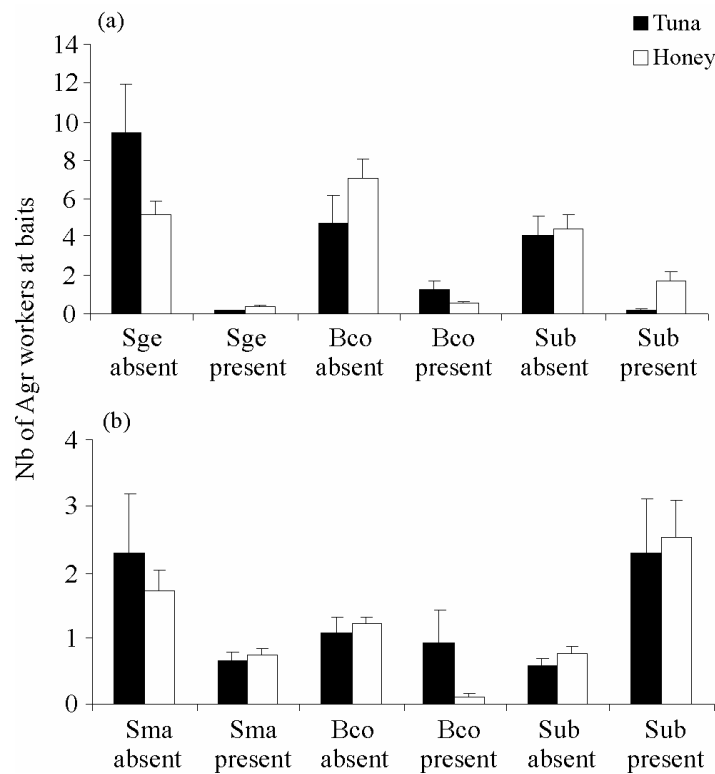 (a)
Tuna
Honey
14
12
10
8
6
4
2
0
Sge absent
Sge present
Bco absent
Bco present
Sub absent
Sub present
Nb of Agr workers at baits
(b)
4
3
2
1
0
Sma absent
Sma present
Bco absent
Bco present
Sub absent
Sub present